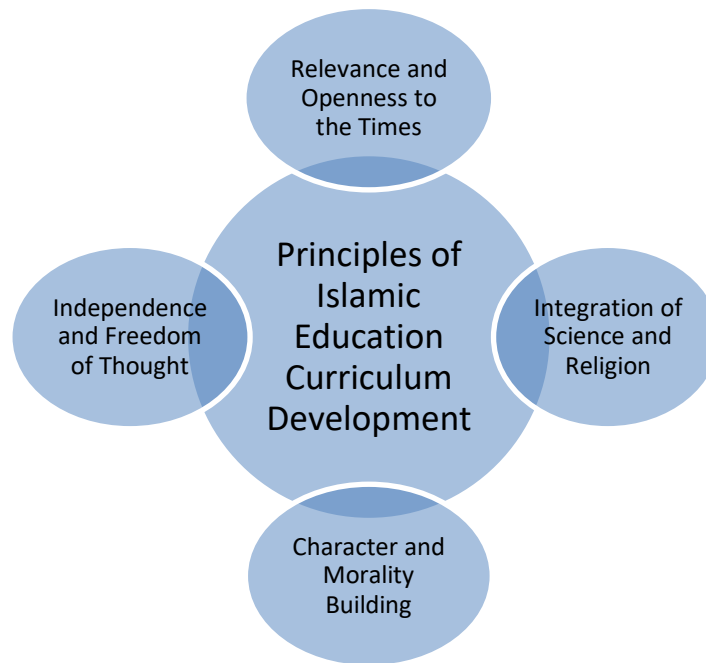 Relevance and
Openness to
the Times
Independence
and Freedom
of Thought
Principles of
Islamic
Education
Curriculum
Development
Integration of
Science and
Religion
Character and
Morality
Building